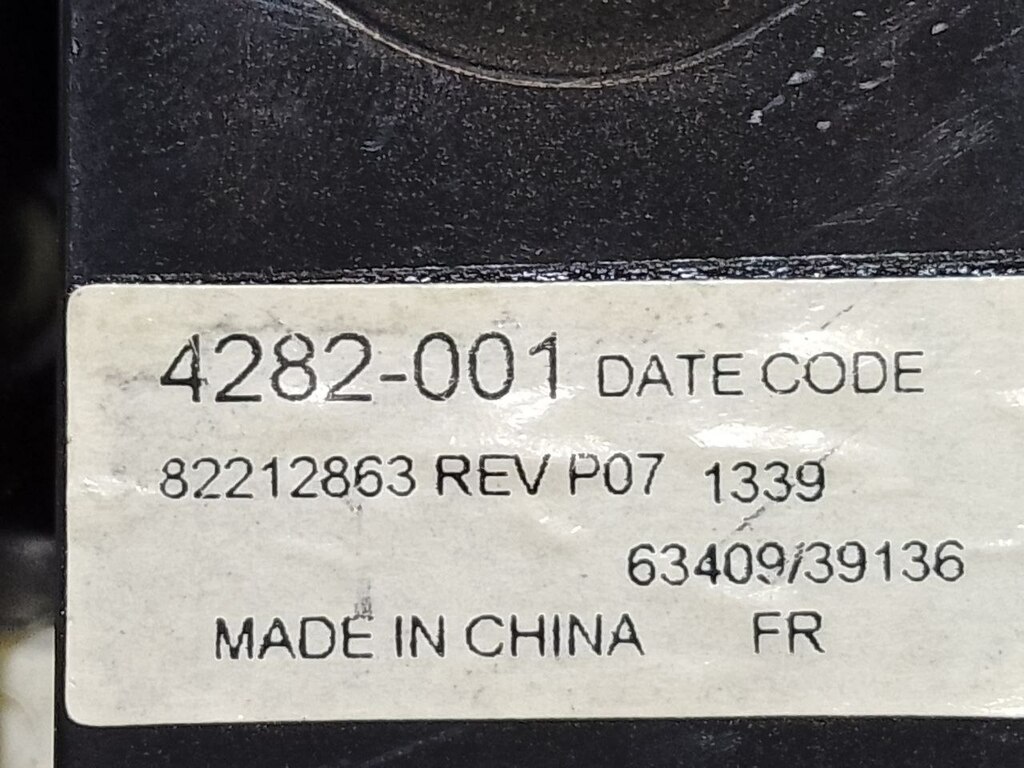 4282-001 DATE CODE
82212863 REV P07 1339
63409/39136
MADE IN CHINA FR